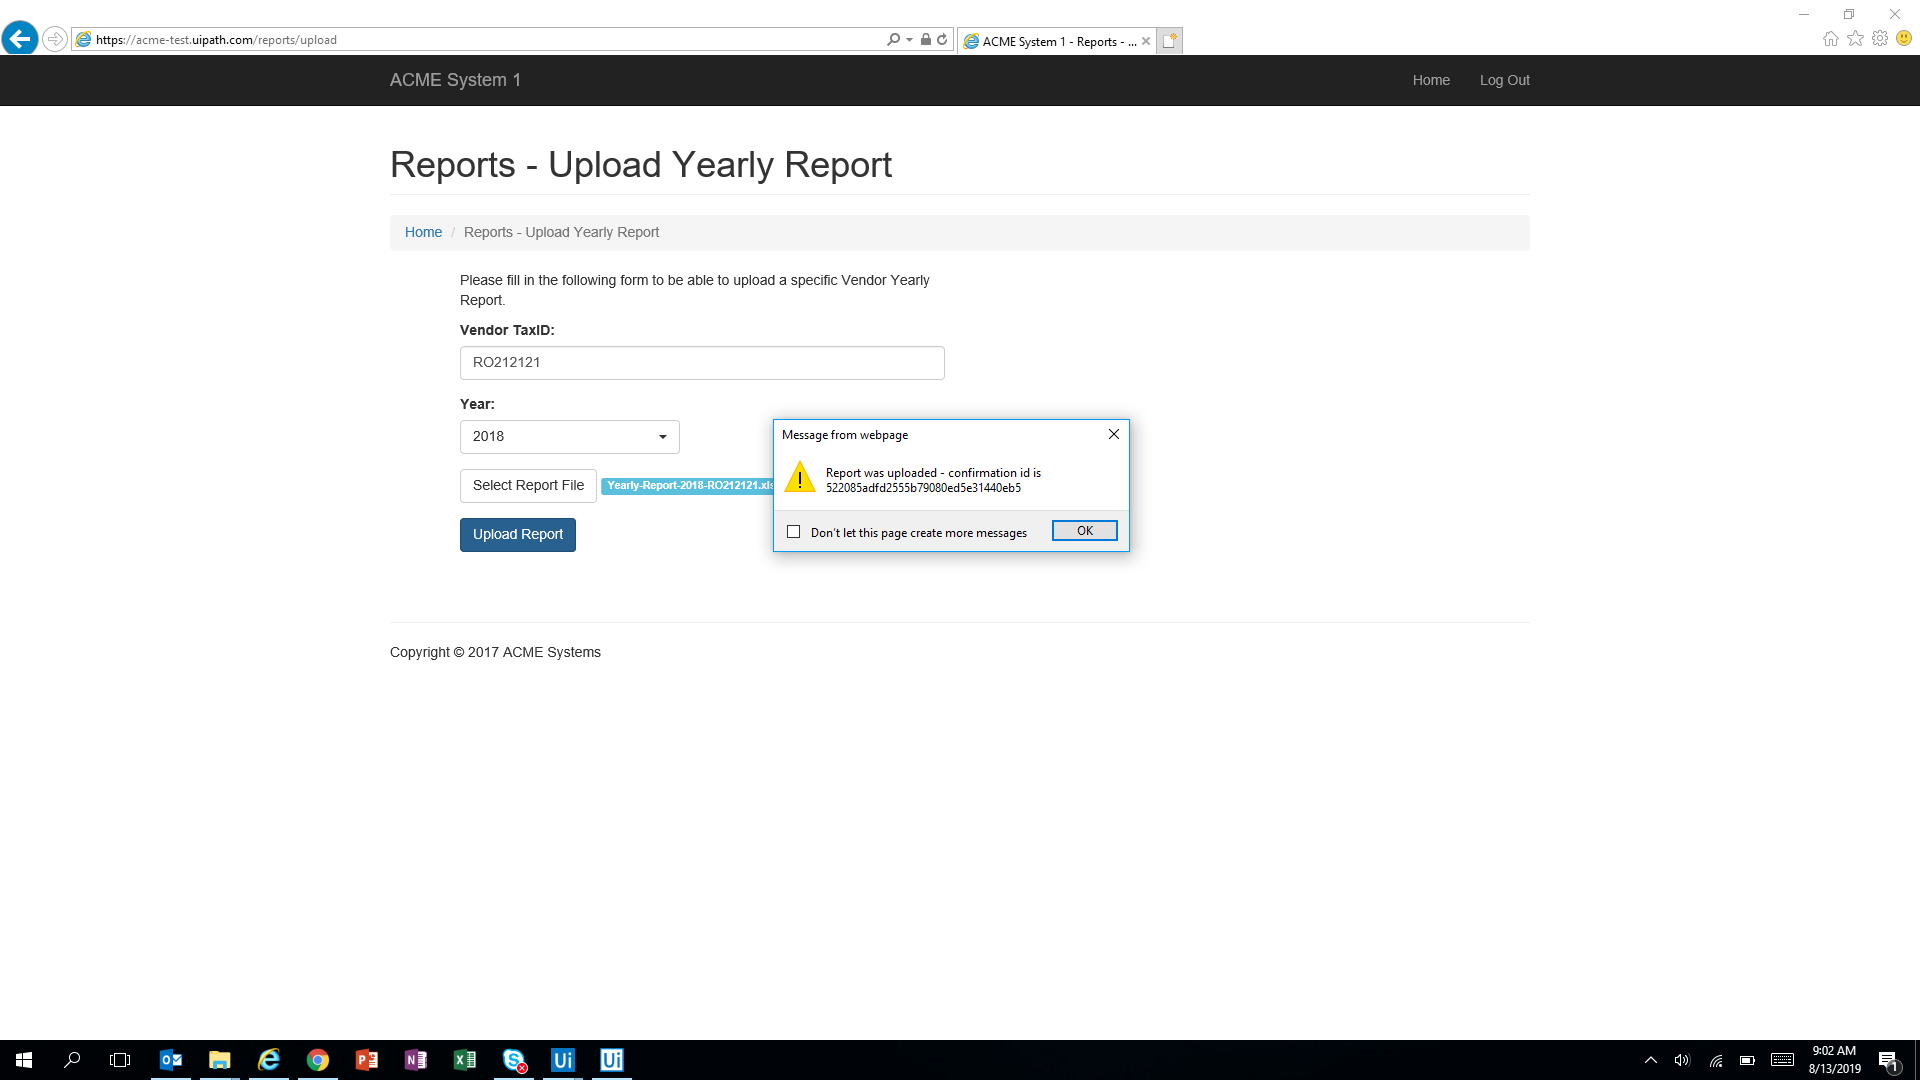 https://acme-test.uipath.com/reports/upload
ACME System 1 - Reports - ...
ACME System 1
Home
Log Out
Reports - Upload Yearly Report
Home / Reports - Upload Yearly Report
Please fill in the following form to be able to upload a specific Vendor Yearly
Report.
Vendor TaxID:
RO212121
Year:
2018
Select Report File
Yearly-Report-2018-RO212121.xls
Upload Report
Message from webpage
Report was uploaded - confirmation id is
522085adfd2555b79080ed5e31440eb5
Don't let this page create more messages
OK
Copyright © 2017 ACME Systems
9:02 AM
8/13/2019
1